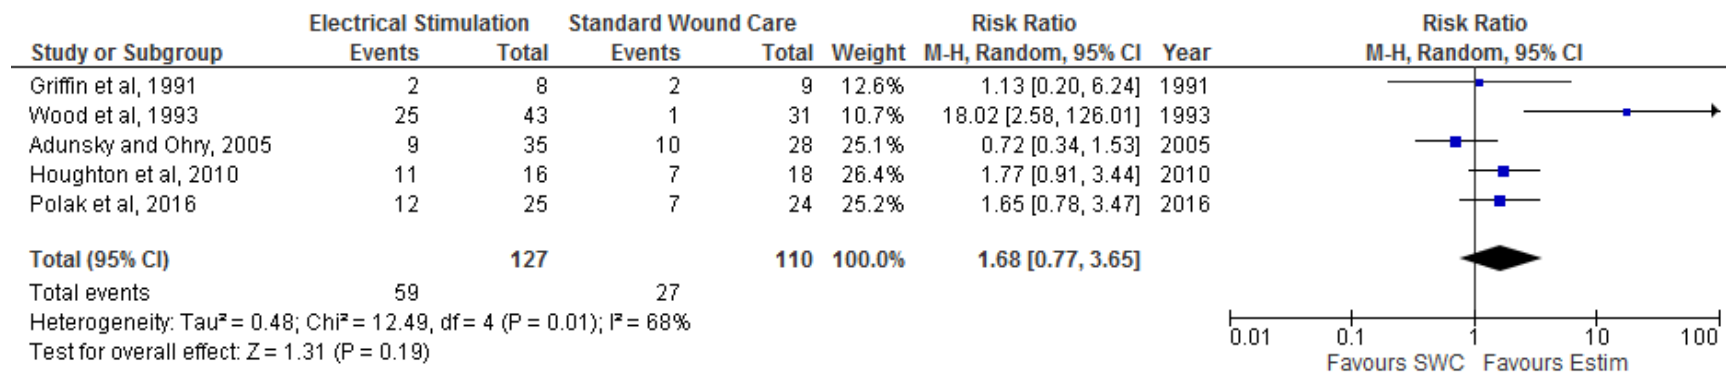 Electrical Stimulation Standard Wound Care Risk Ratio Risk Ratio
Study or Subgroup Events Total Events Total Weight M-H, Random, 95% CI Year M-H, Random, 95% CI
Griffin et al, 1991 2 8 2 9 12.6% 1.13 [0.20, 6.24] 1991
Wood et al, 1993 25 43 1 31 10.7% 18.02 [2.58, 126.01] 1993
Adunsky and Ohry, 2005 9 35 10 28 25.1% 0.72 [0.34, 1.53] 2005
Houghton et al, 2010 11 16 7 18 26.4% 1.77 [0.91, 3.44] 2010
Polak et al, 2016 12 25 7 24 25.2% 1.65 [0.78, 3.47] 2016
Total (95% CI) 127 110 100.0% 1.68 [0.77, 3.65]
Total events 59 27
Heterogeneity: Tau² = 0.48; Chi² = 12.49, df = 4 (P = 0.01); I² = 68%
Test for overall effect: Z = 1.31 (P = 0.19)
0.01 0.1 1 10 100
Favours SWC Favours Estim